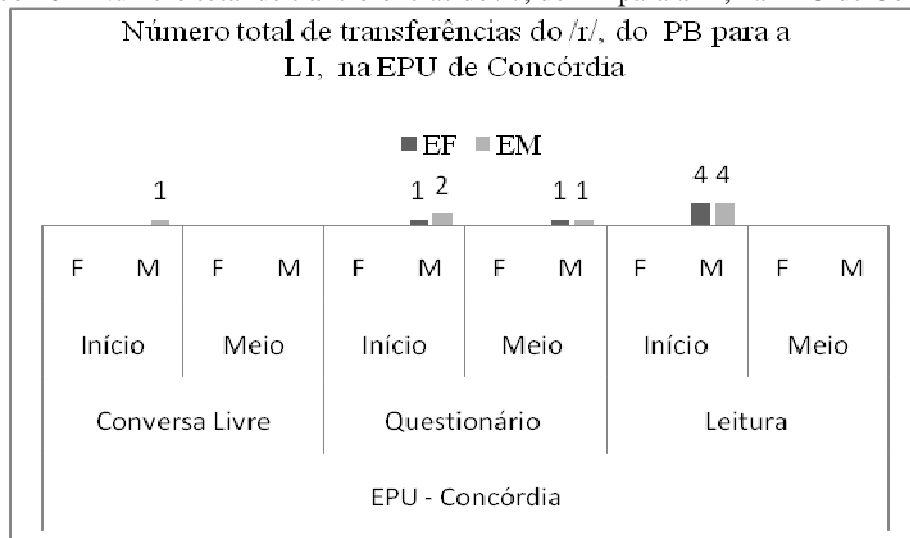 Número total de transferências do /r/, do PB para a
LI, na EPU de Concórdia
EF EM
1 1 2 1 1 4 4
F M F M F M F M F M F M
Início Meio Início Meio Início Meio
Conversa Livre Questionário Leitura
EPU - Concórdia